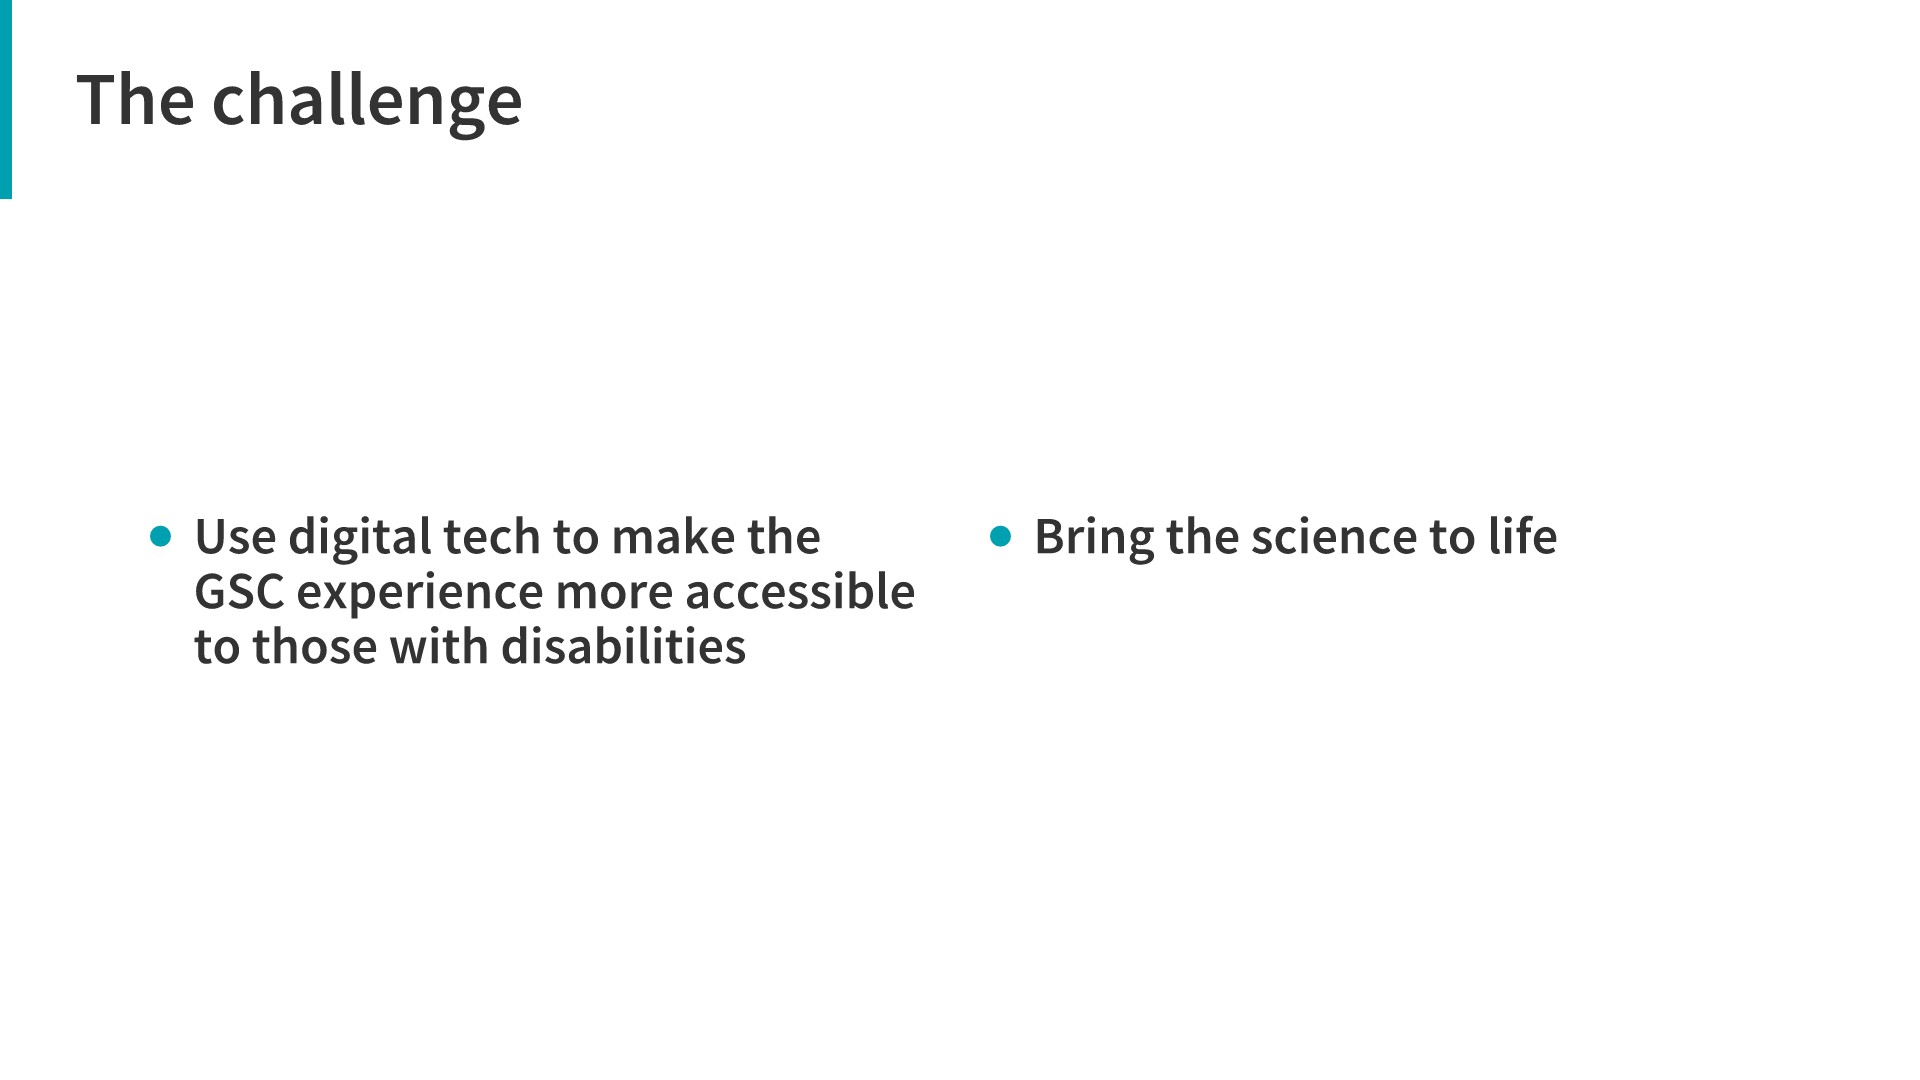 The challenge
Use digital tech to make the
GSC experience more accessible
to those with disabilities
Bring the science to life